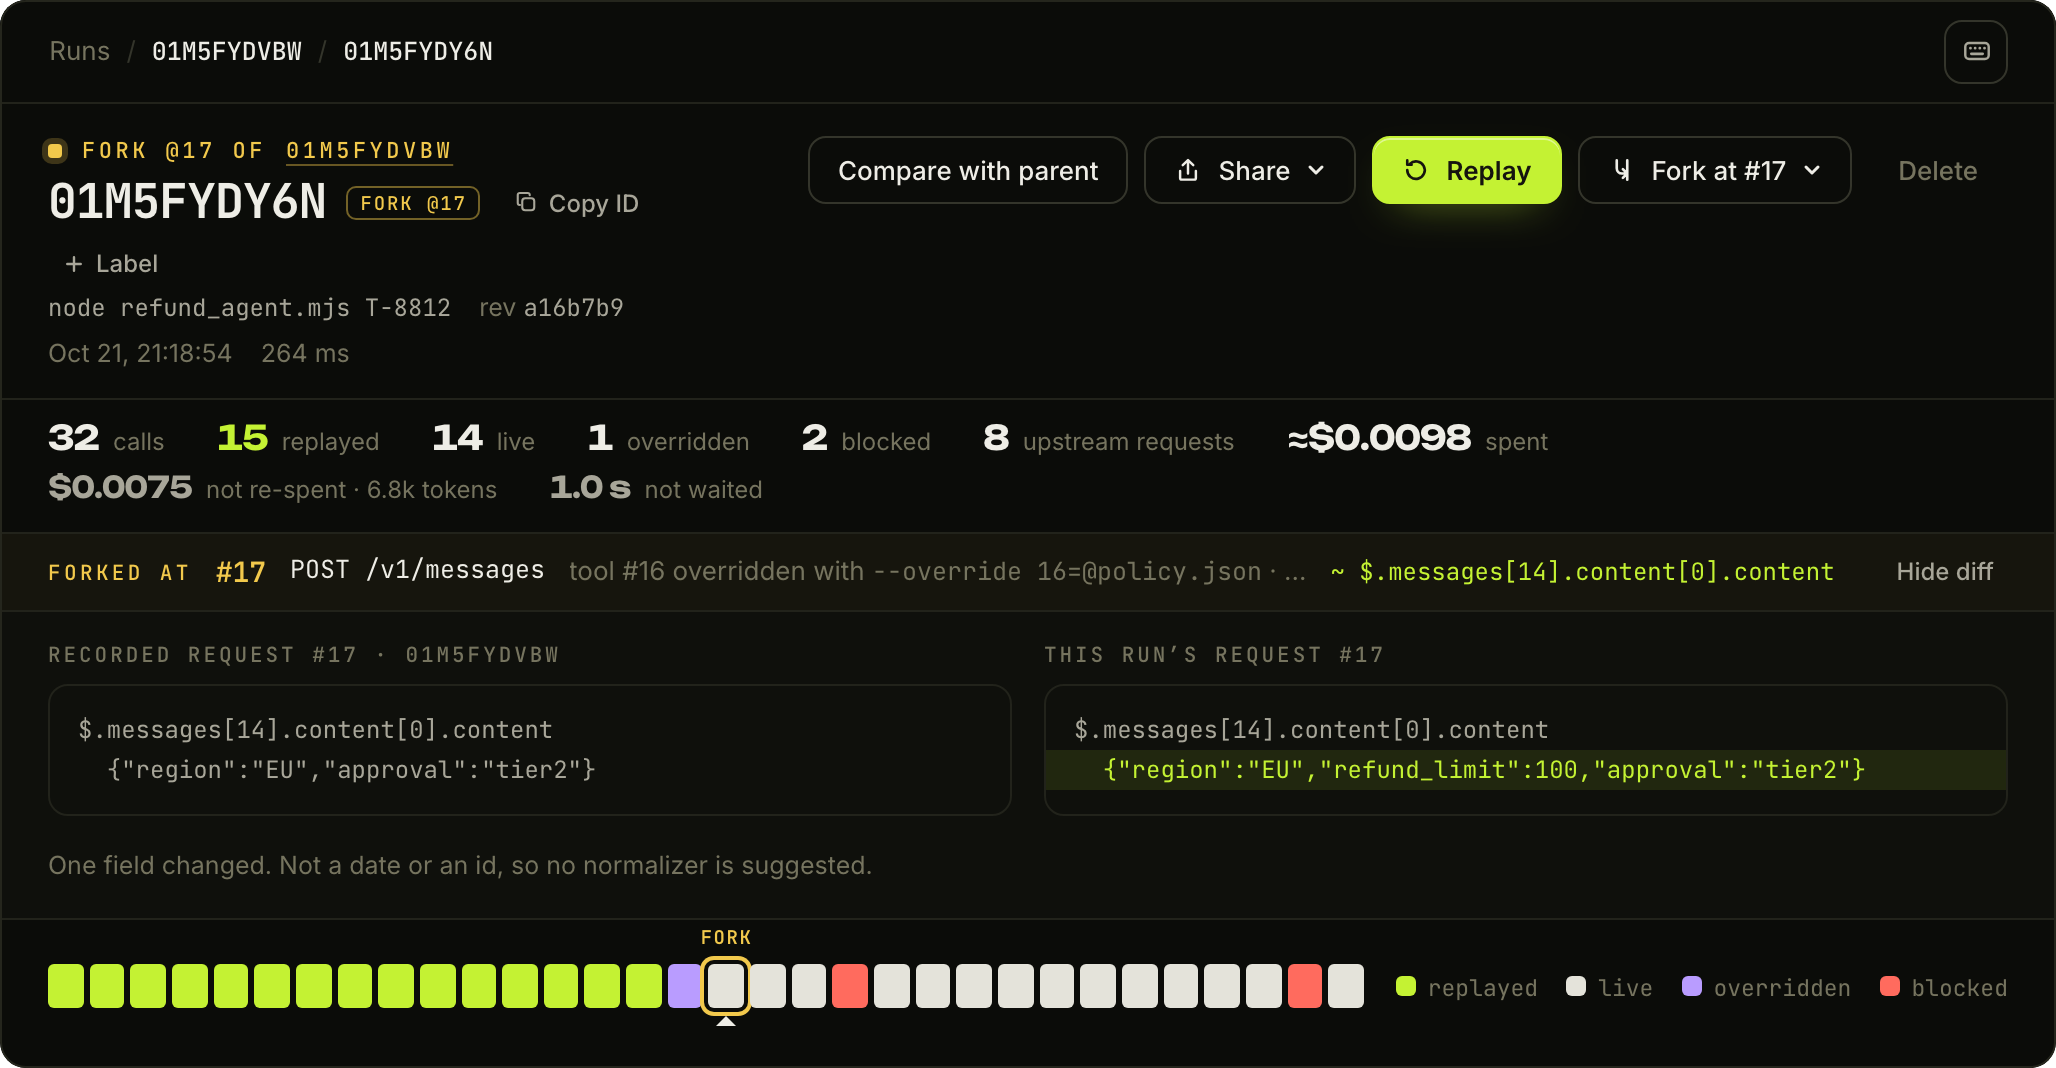 Runs / 01M5FYDVBW / 01M5FYDY6N
FORK @17 OF 01M5FYDVBW
01M5FYDY6N FORK @17 Copy ID
Compare with parent Share Replay Fork at #17 Delete
+ Label
node refund_agent.mjs T-8812 rev a16b7b9
Oct 21, 21:18:54 264 ms
32 calls 15 replayed 14 live 1 overridden 2 blocked 8 upstream requests ≈$0.0098 spent
$0.0075 not re-spent · 6.8k tokens 1.0 s not waited
FORKED AT #17 POST /v1/messages tool #16 overridden with --override 16=@policy.json · … ~ $.messages[14].content[0].content Hide diff
RECORDED REQUEST #17 · 01M5FYDVBW
$.messages[14].content[0].content
{"region":"EU","approval":"tier2"}
THIS RUN’S REQUEST #17
$.messages[14].content[0].content
{"region":"EU","refund_limit":100,"approval":"tier2"}
One field changed. Not a date or an id, so no normalizer is suggested.
FORK
replayed live overridden blocked